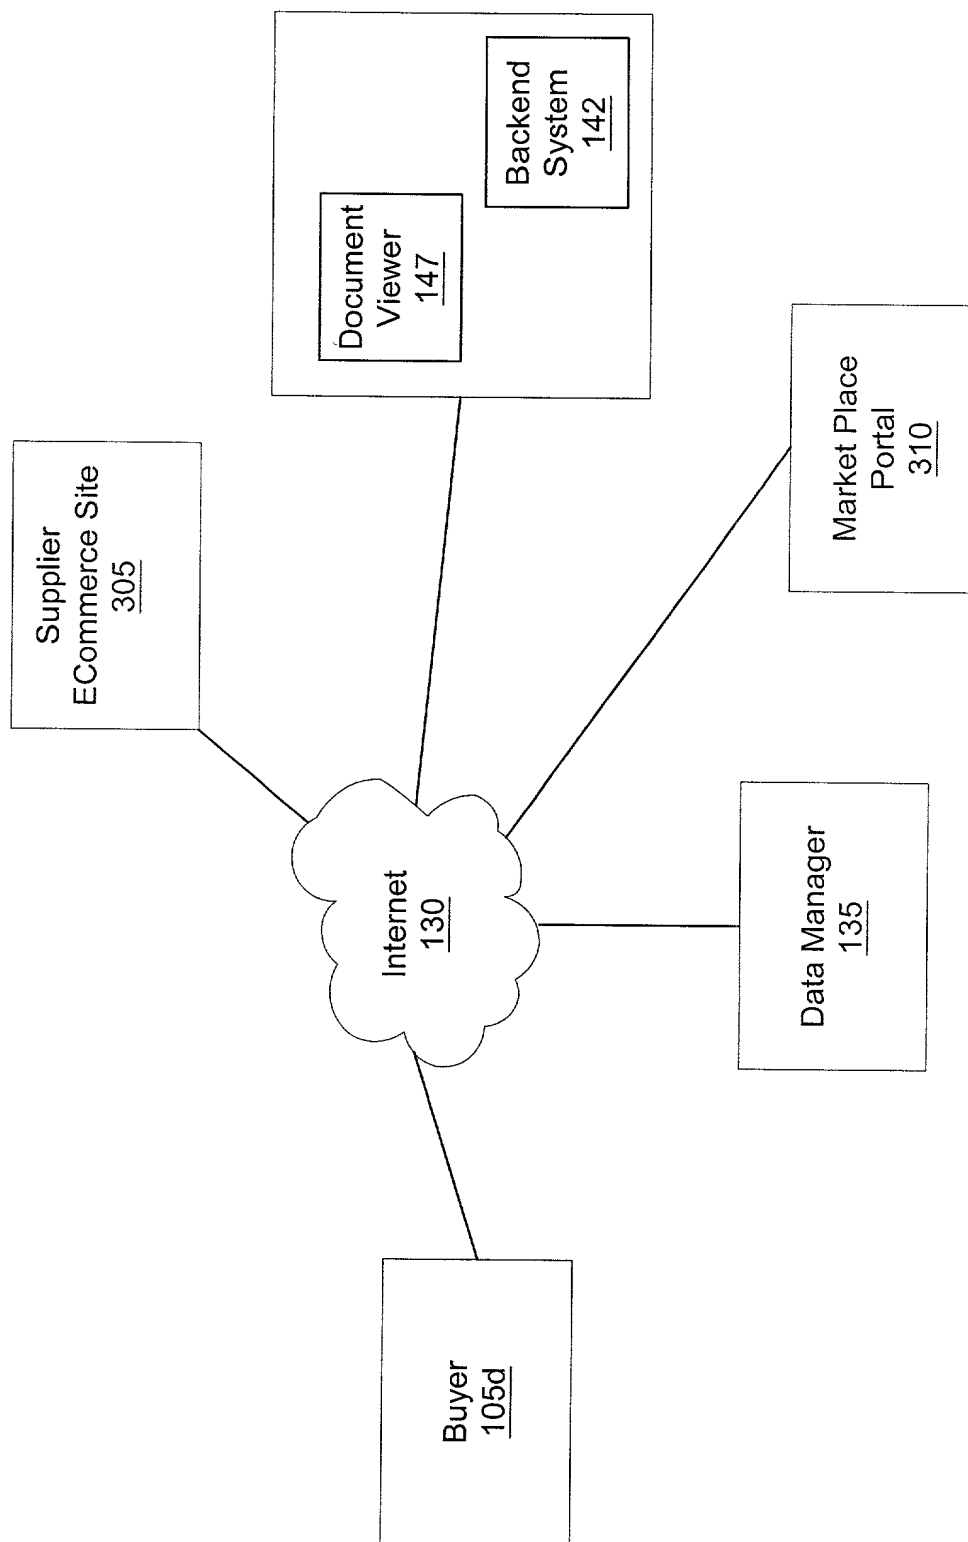 Supplier
ECommerce Site
305
Document
Viewer
147
Backend
System
142
Internet
130
Buyer
105d
Data Manager
135
Market Place
Portal
310